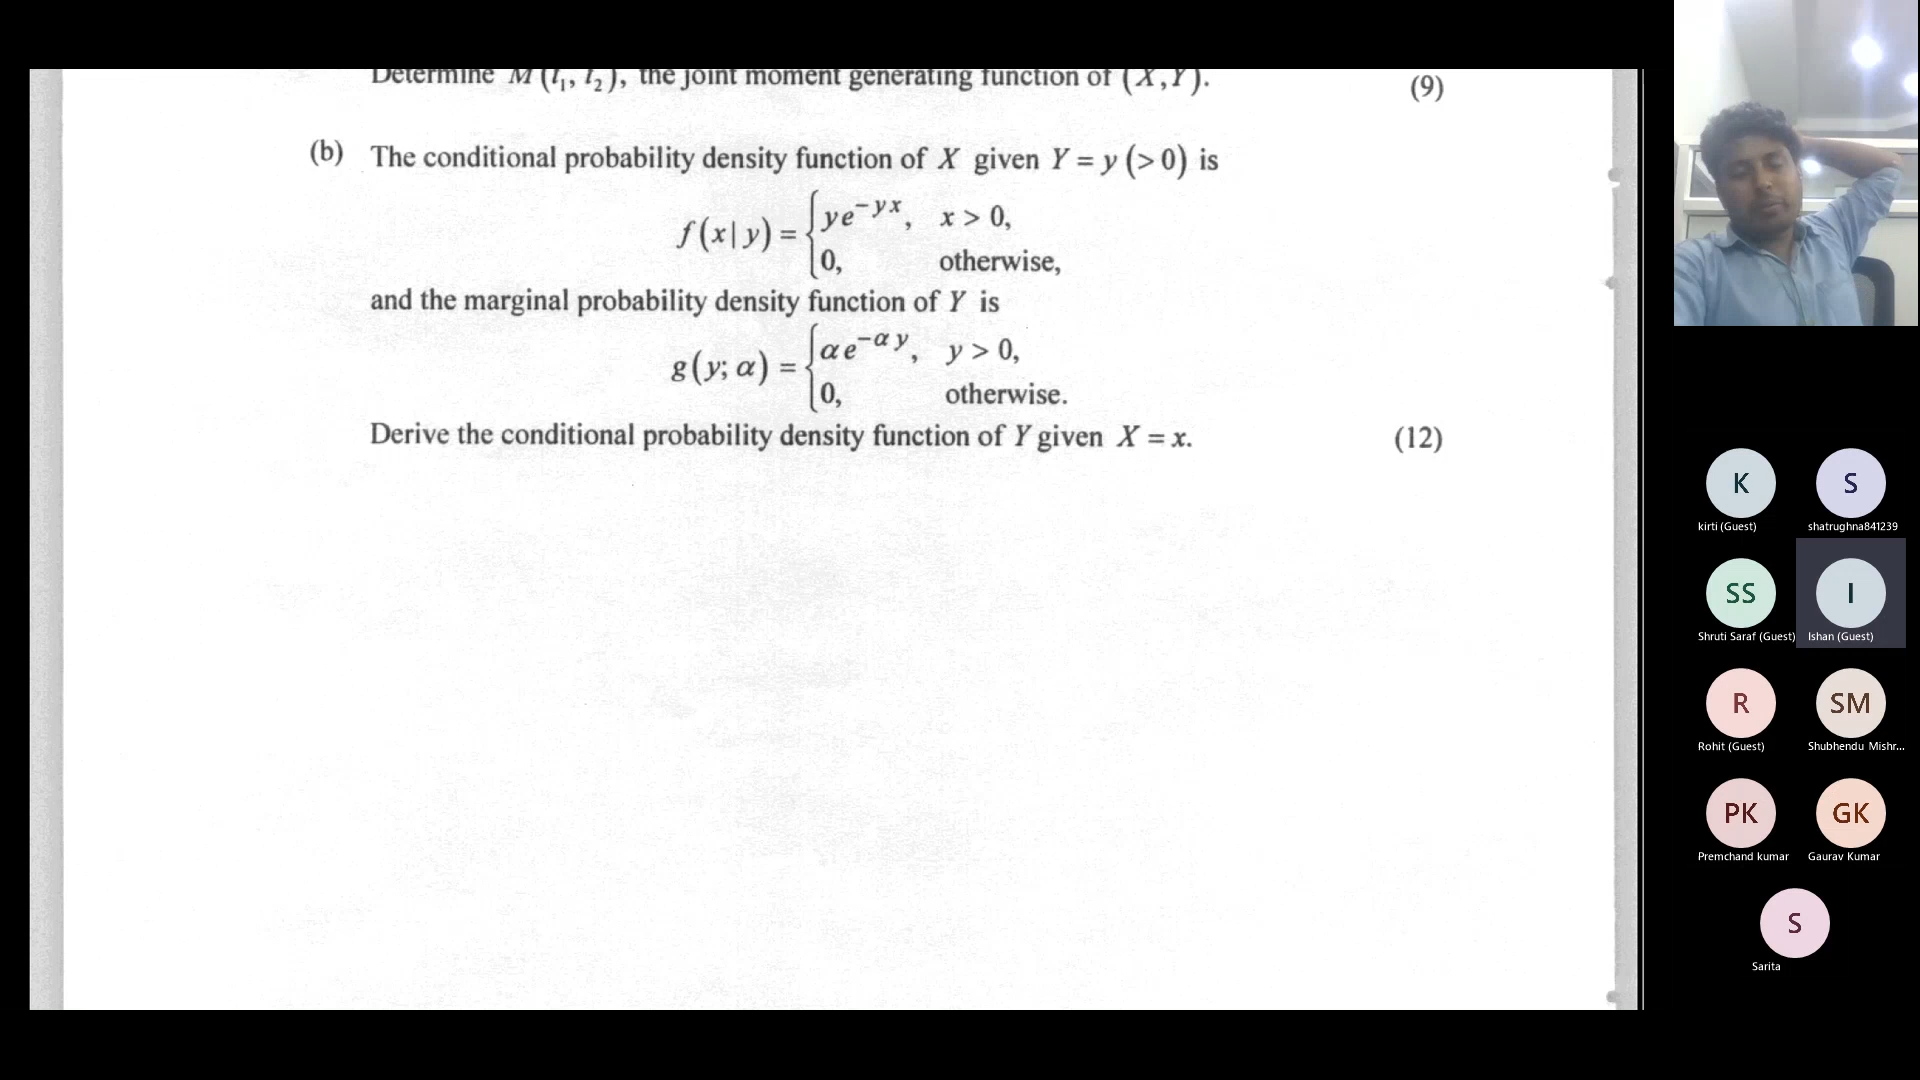 Determine M (t₁, t₂), the joint moment generating function of (X,Y). (9)
(b) The conditional probability density function of X given Y = y (> 0) is
f(x|y) = { ye^{-yx}, x > 0,
0, otherwise,
and the marginal probability density function of Y is
g(y; α) = { αe^{-αy}, y > 0,
0, otherwise.
Derive the conditional probability density function of Y given X = x. (12)
K S
kirti (Guest) shatrughna841239
SS I
Shruti Saraf (Guest) Ishan (Guest)
R SM
Rohit (Guest) Shubhendu Mishr...
PK GK
Premchand kumar Gaurav Kumar
S
Sarita